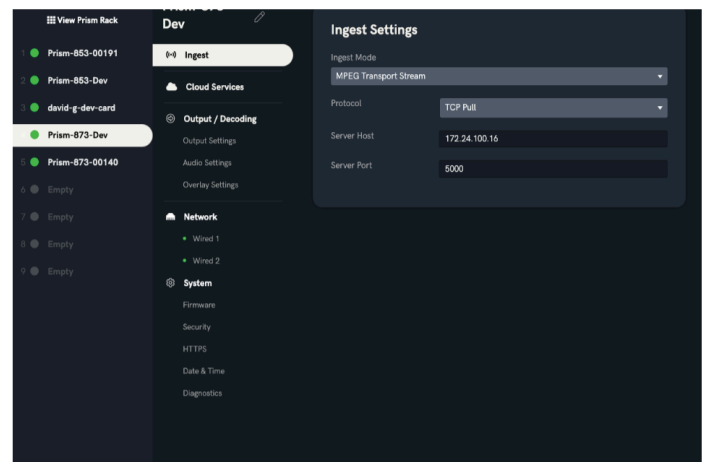 View Prism Rack
1 Prism-853-00191
2 Prism-853-Dev
3 david-g-dev-card
Prism-873-Dev
5 Prism-873-00140
6 Empty
7 Empty
8 Empty
9 Empty
Dev
Ingest
Cloud Services
Output / Decoding
Output Settings
Audio Settings
Overlay Settings
Network
Wired 1
Wired 2
System
Firmware
Security
HTTPS
Date & Time
Diagnostics
Ingest Settings
Ingest Mode
MPEG Transport Stream
Protocol
TCP Pull
Server Host
172.24.100.16
Server Port
5000